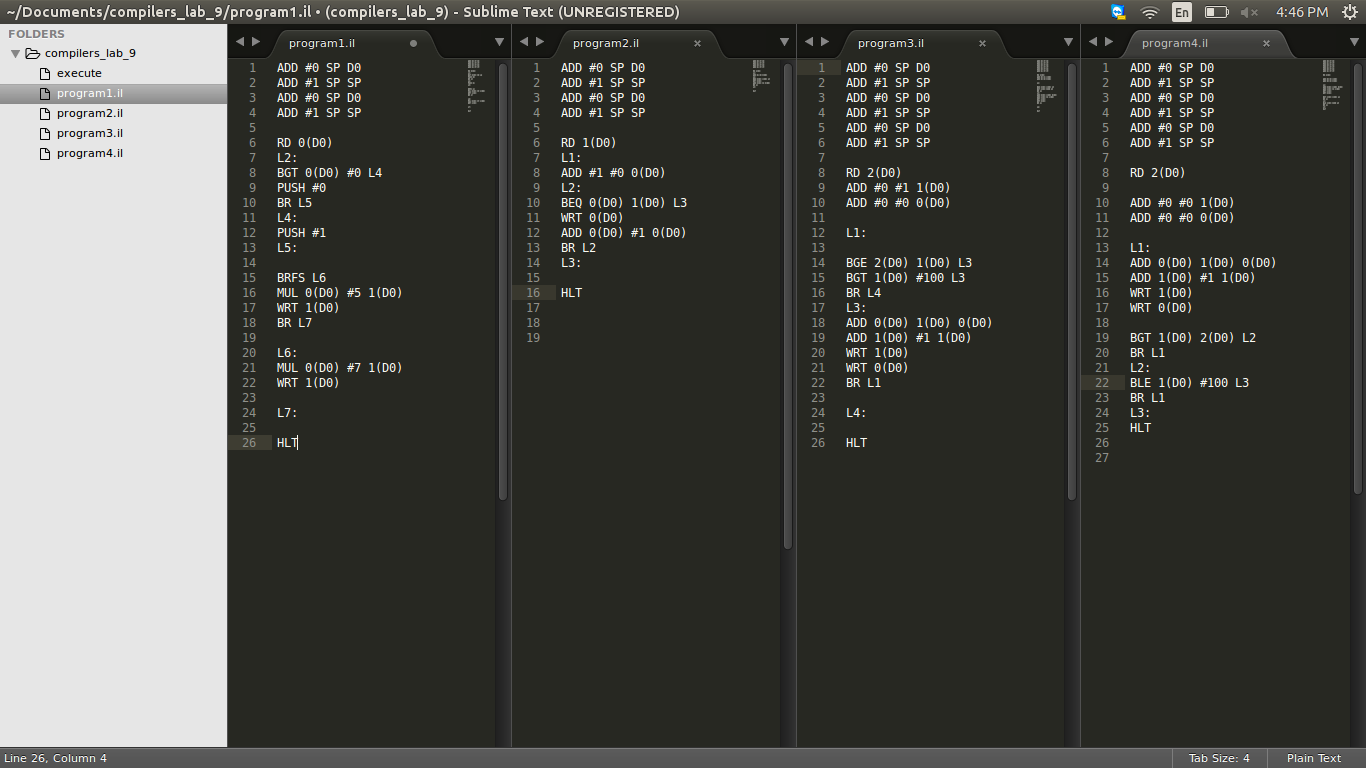 ~/Documents/compilers_lab_9/program1.il • (compilers_lab_9) - Sublime Text (UNREGISTERED)
En
4:46 PM
FOLDERS
compilers_lab_9
execute
program1.il
program2.il
program3.il
program4.il
program1.il
1 ADD #0 SP D0
2 ADD #1 SP SP
3 ADD #0 SP D0
4 ADD #1 SP SP
5
6 RD 0(D0)
7 L2:
8 BGT 0(D0) #0 L4
9 PUSH #0
10 BR L5
11 L4:
12 PUSH #1
13 L5:
14
15 BRFS L6
16 MUL 0(D0) #5 1(D0)
17 WRT 1(D0)
18 BR L7
19
20 L6:
21 MUL 0(D0) #7 1(D0)
22 WRT 1(D0)
23
24 L7:
25
26 HLT
program2.il
1 ADD #0 SP D0
2 ADD #1 SP SP
3 ADD #0 SP D0
4 ADD #1 SP SP
5
6 RD 1(D0)
7 L1:
8 ADD #1 #0 0(D0)
9 L2:
10 BEQ 0(D0) 1(D0) L3
11 WRT 0(D0)
12 ADD 0(D0) #1 0(D0)
13 BR L2
14 L3:
15
16 HLT
17
18
19
program3.il
1 ADD #0 SP D0
2 ADD #1 SP SP
3 ADD #0 SP D0
4 ADD #1 SP SP
5 ADD #0 SP D0
6 ADD #1 SP SP
7
8 RD 2(D0)
9 ADD #0 #1 1(D0)
10 ADD #0 #0 0(D0)
11
12 L1:
13
14 BGE 2(D0) 1(D0) L3
15 BGT 1(D0) #100 L3
16 BR L4
17 L3:
18 ADD 0(D0) 1(D0) 0(D0)
19 ADD 1(D0) #1 1(D0)
20 WRT 1(D0)
21 WRT 0(D0)
22 BR L1
23
24 L4:
25
26 HLT
program4.il
1 ADD #0 SP D0
2 ADD #1 SP SP
3 ADD #0 SP D0
4 ADD #1 SP SP
5 ADD #0 SP D0
6 ADD #1 SP SP
7
8 RD 2(D0)
9
10 ADD #0 #0 1(D0)
11 ADD #0 #0 0(D0)
12
13 L1:
14 ADD 0(D0) 1(D0) 0(D0)
15 ADD 1(D0) #1 1(D0)
16 WRT 1(D0)
17 WRT 0(D0)
18
19 BGT 1(D0) 2(D0) L2
20 BR L1
21 L2:
22 BLE 1(D0) #100 L3
23 BR L1
24 L3:
25 HLT
26
27
Line 26, Column 4
Tab Size: 4
Plain Text